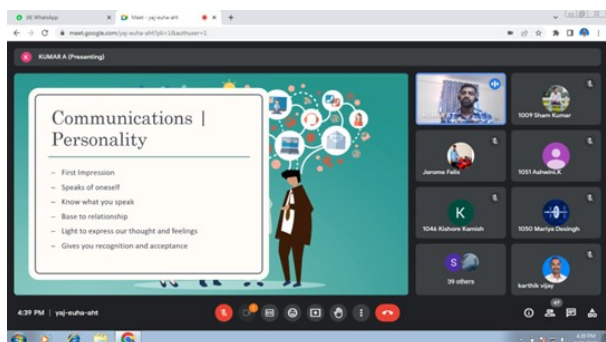 (4) WhatsApp
Meet - yaj-euha-aht
meet.google.com/yaj-euha-aht?pli=1&authuser=1
KUMAR A (Presenting)
Communications |
Personality
– First Impression
– Speaks of oneself
– Know what you speak
– Base to relationship
– Light to express our thought and feelings
– Gives you recognition and acceptance
1009 Sham Kumar
Jerome Felix
1051 Ashwini.K
K
1046 Kishore Kamish
1050 Mariya Desingh
S
39 others
karthik vijay
4:39 PM | yaj-euha-aht
47
4:39 PM